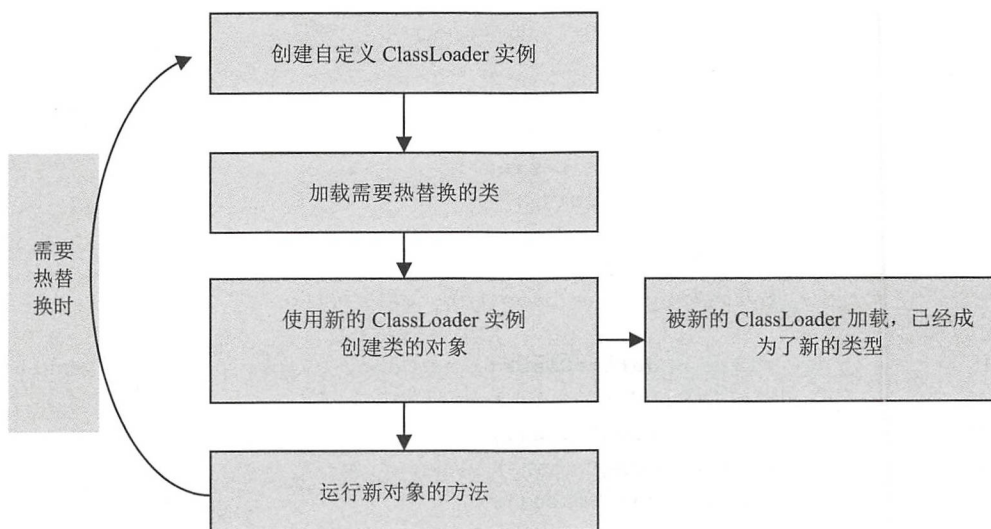 创建自定义 ClassLoader 实例
加载需要热替换的类
需要
热替
换时
使用新的 ClassLoader 实例
创建类的对象
被新的 ClassLoader 加载，已经成
为了新的类型
运行新对象的方法